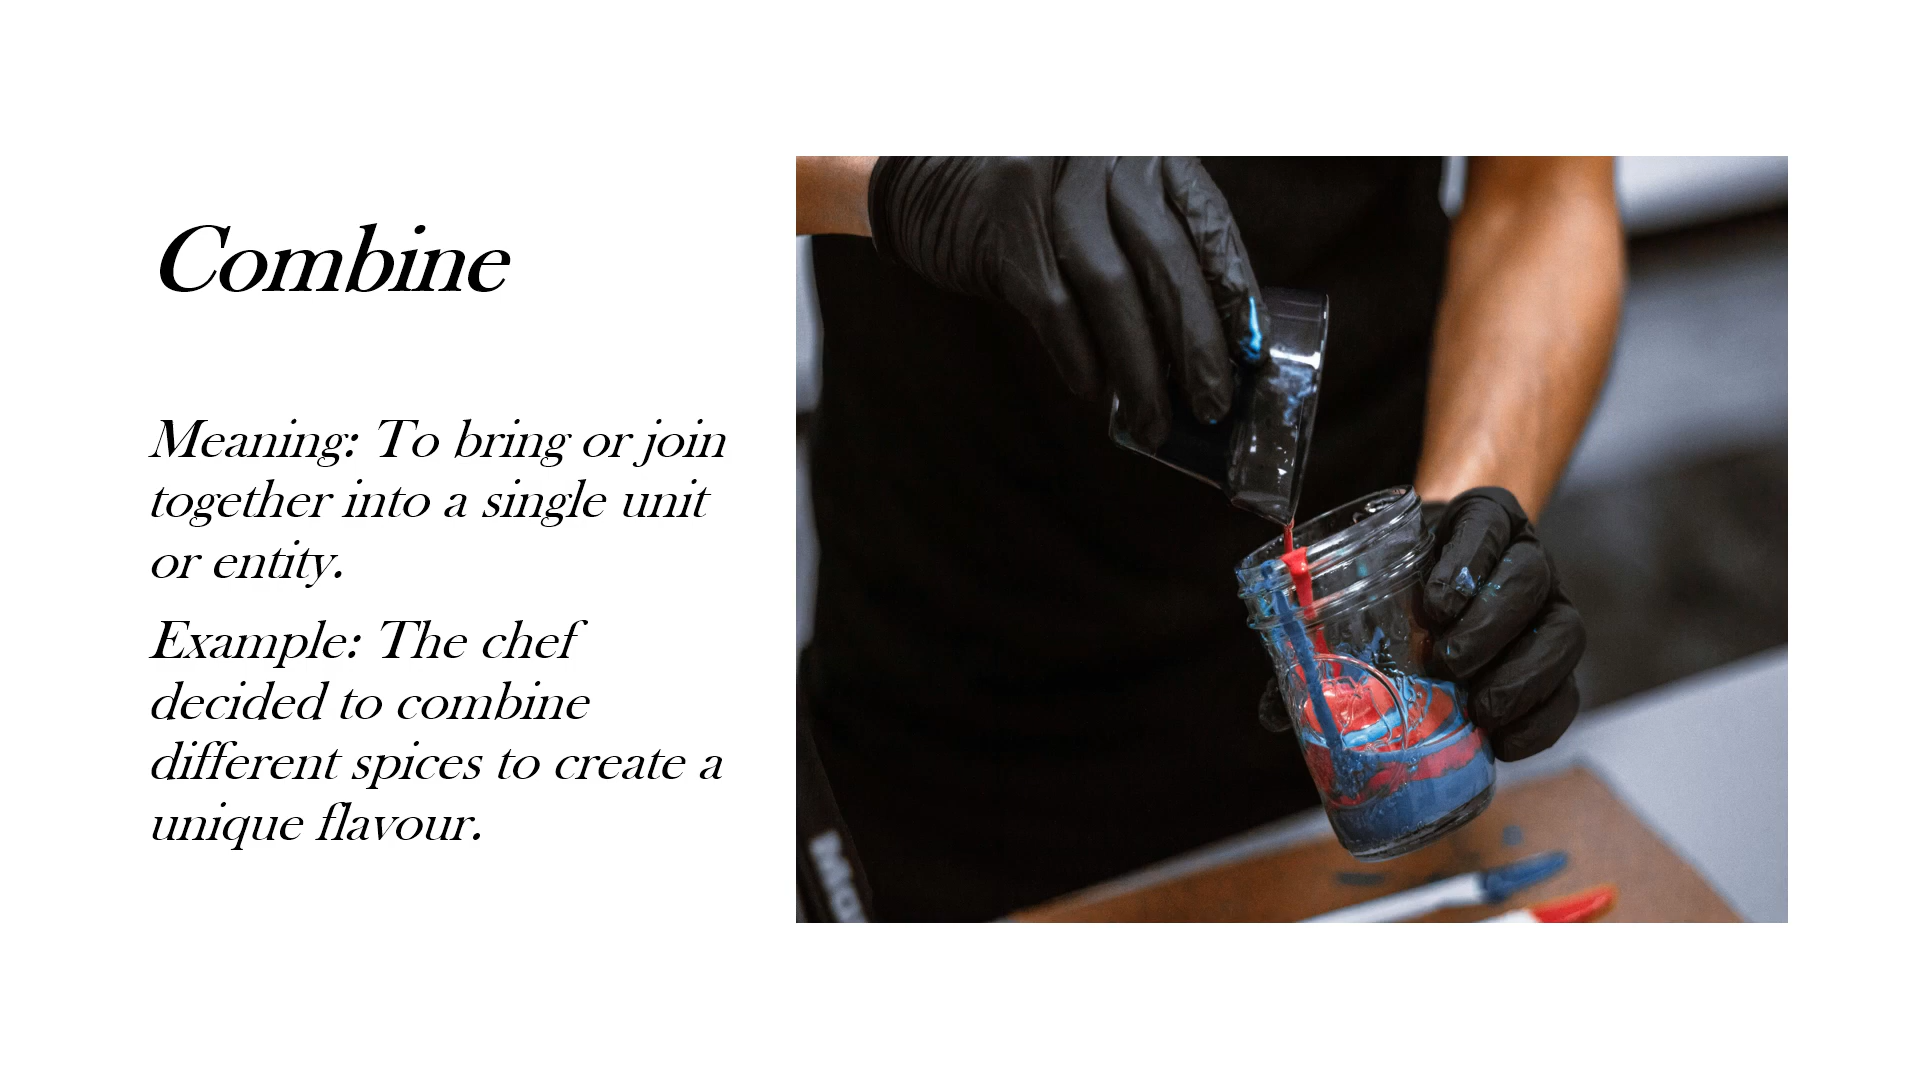 Combine
Meaning: To bring or join
together into a single unit
or entity.
Example: The chef
decided to combine
different spices to create a
unique flavour.